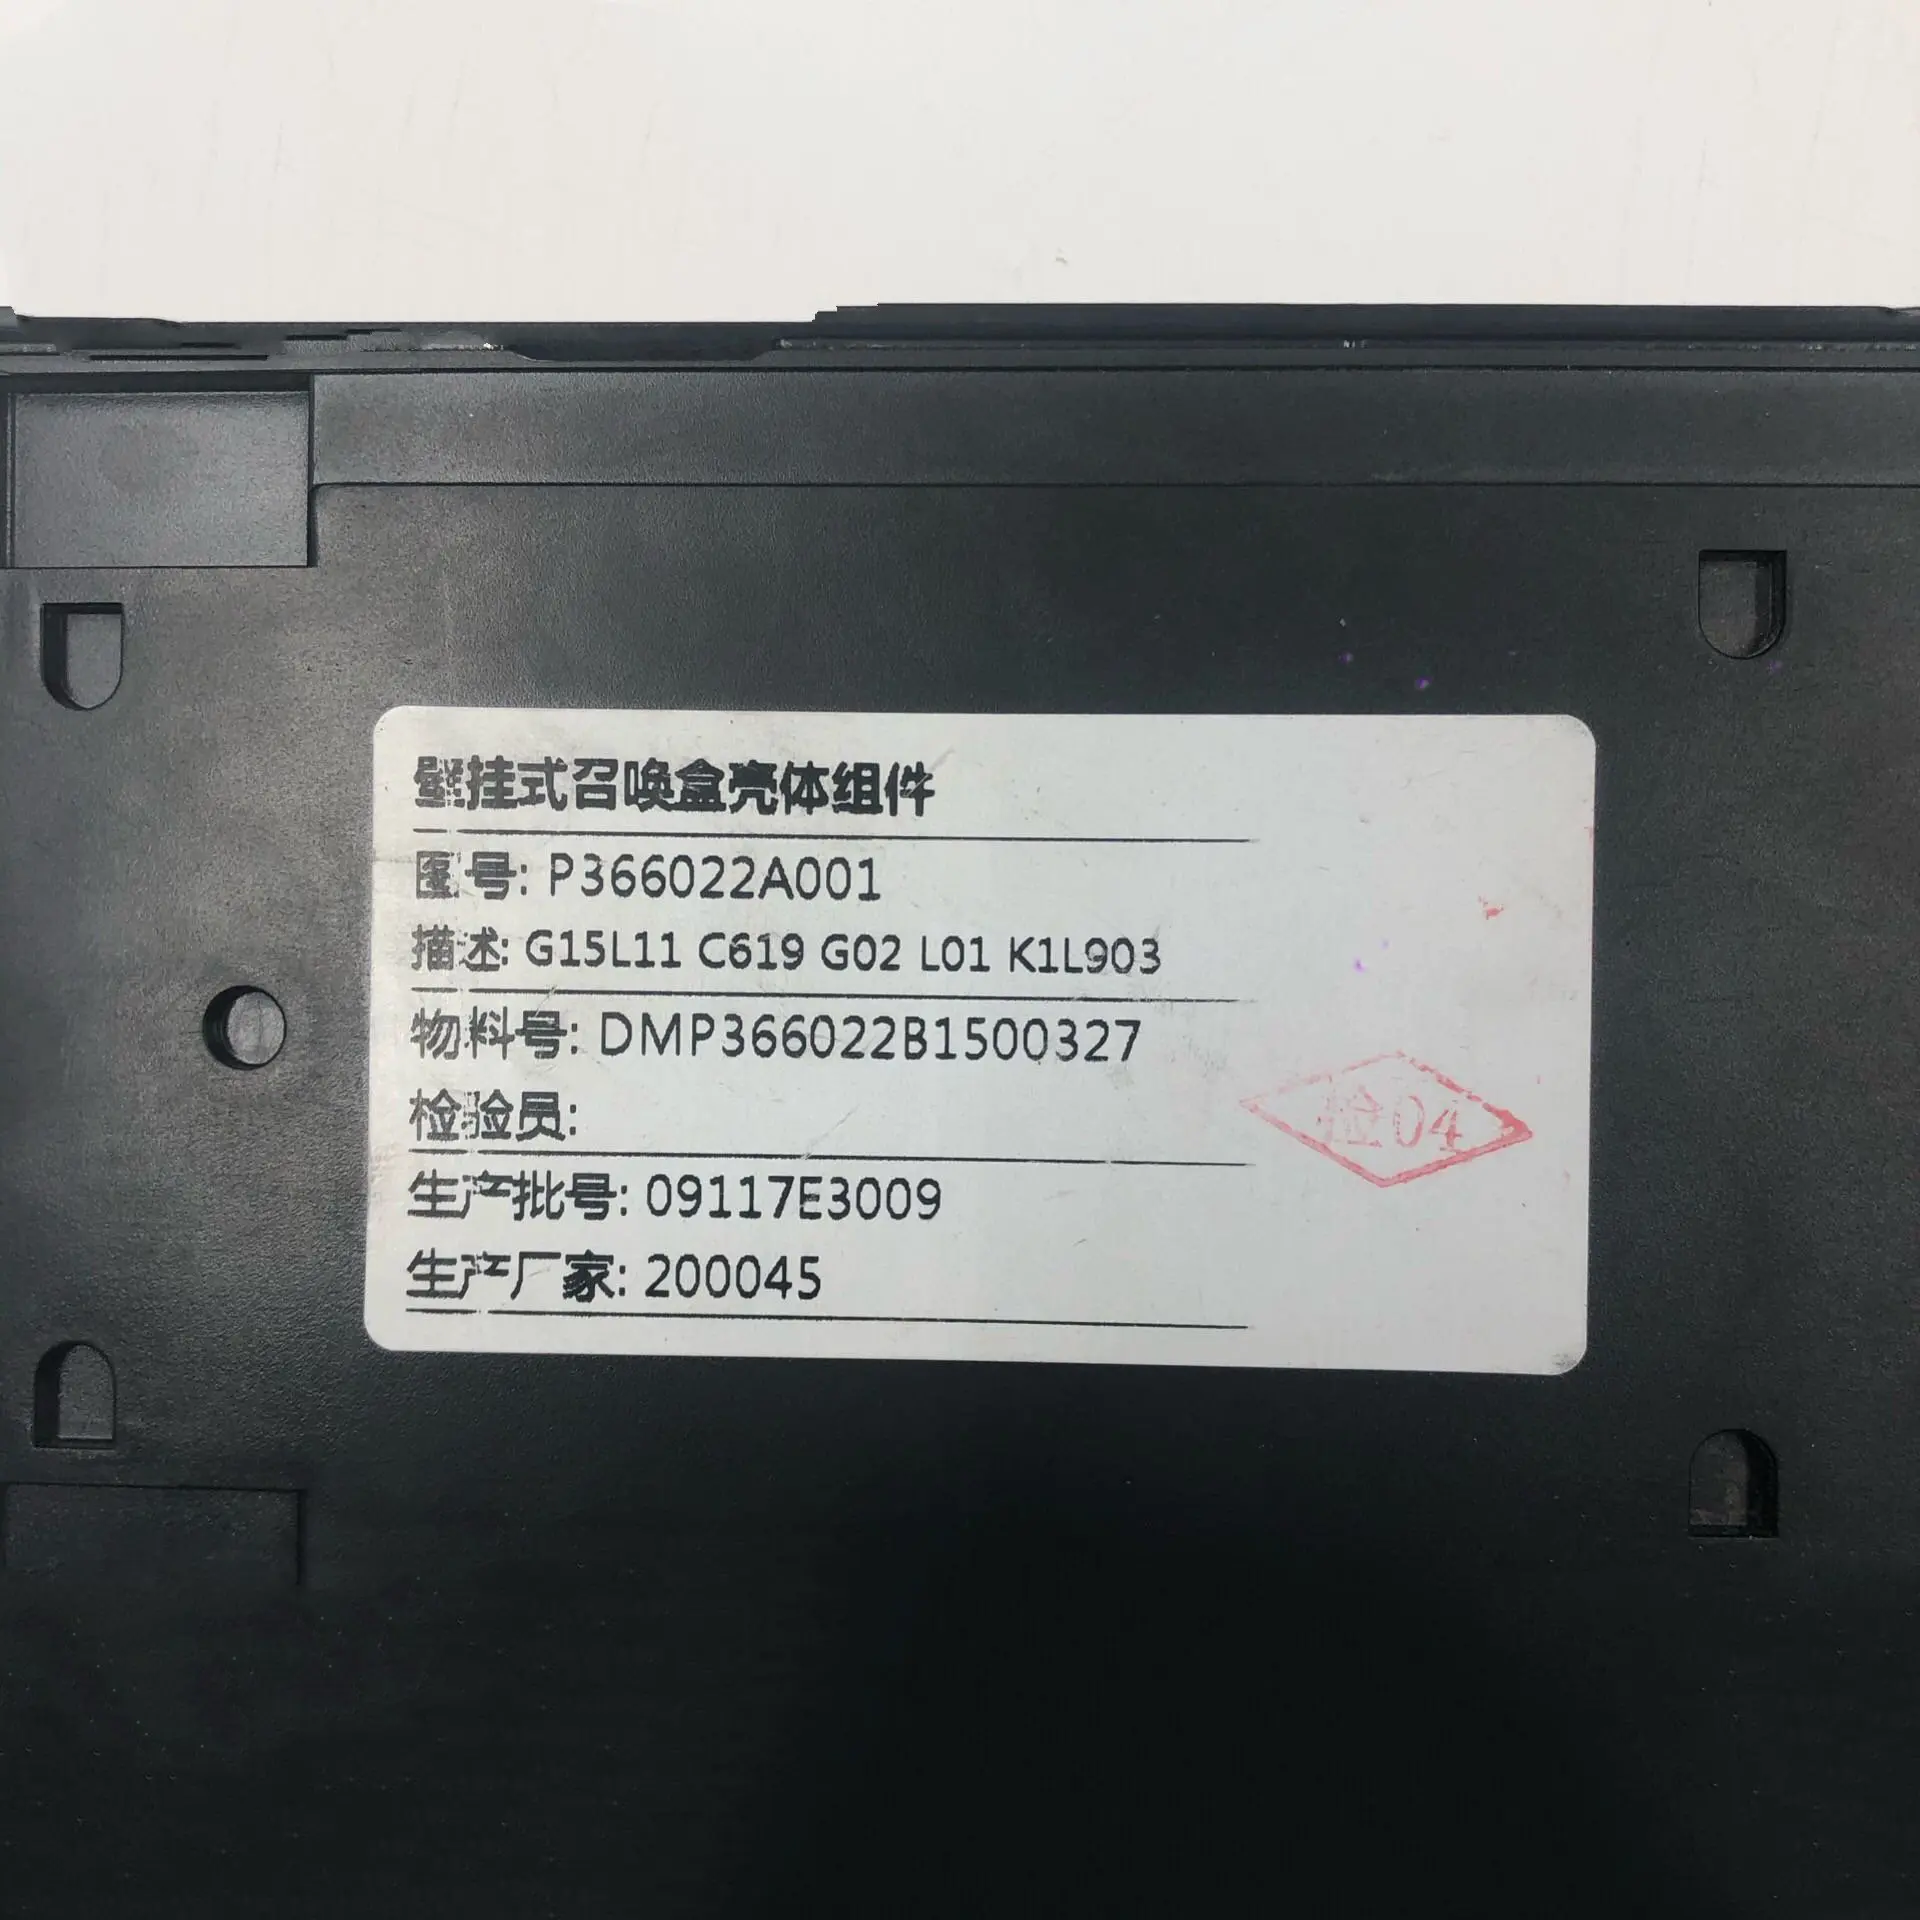 壁挂式召唤盒壳体组件
图号: P366022A001
描述: G15L11 C619 G02 L01 K1L903
物料号: DMP366022B1500327
检验员:
检04
生产批号: 09117E3009
生产厂家: 200045